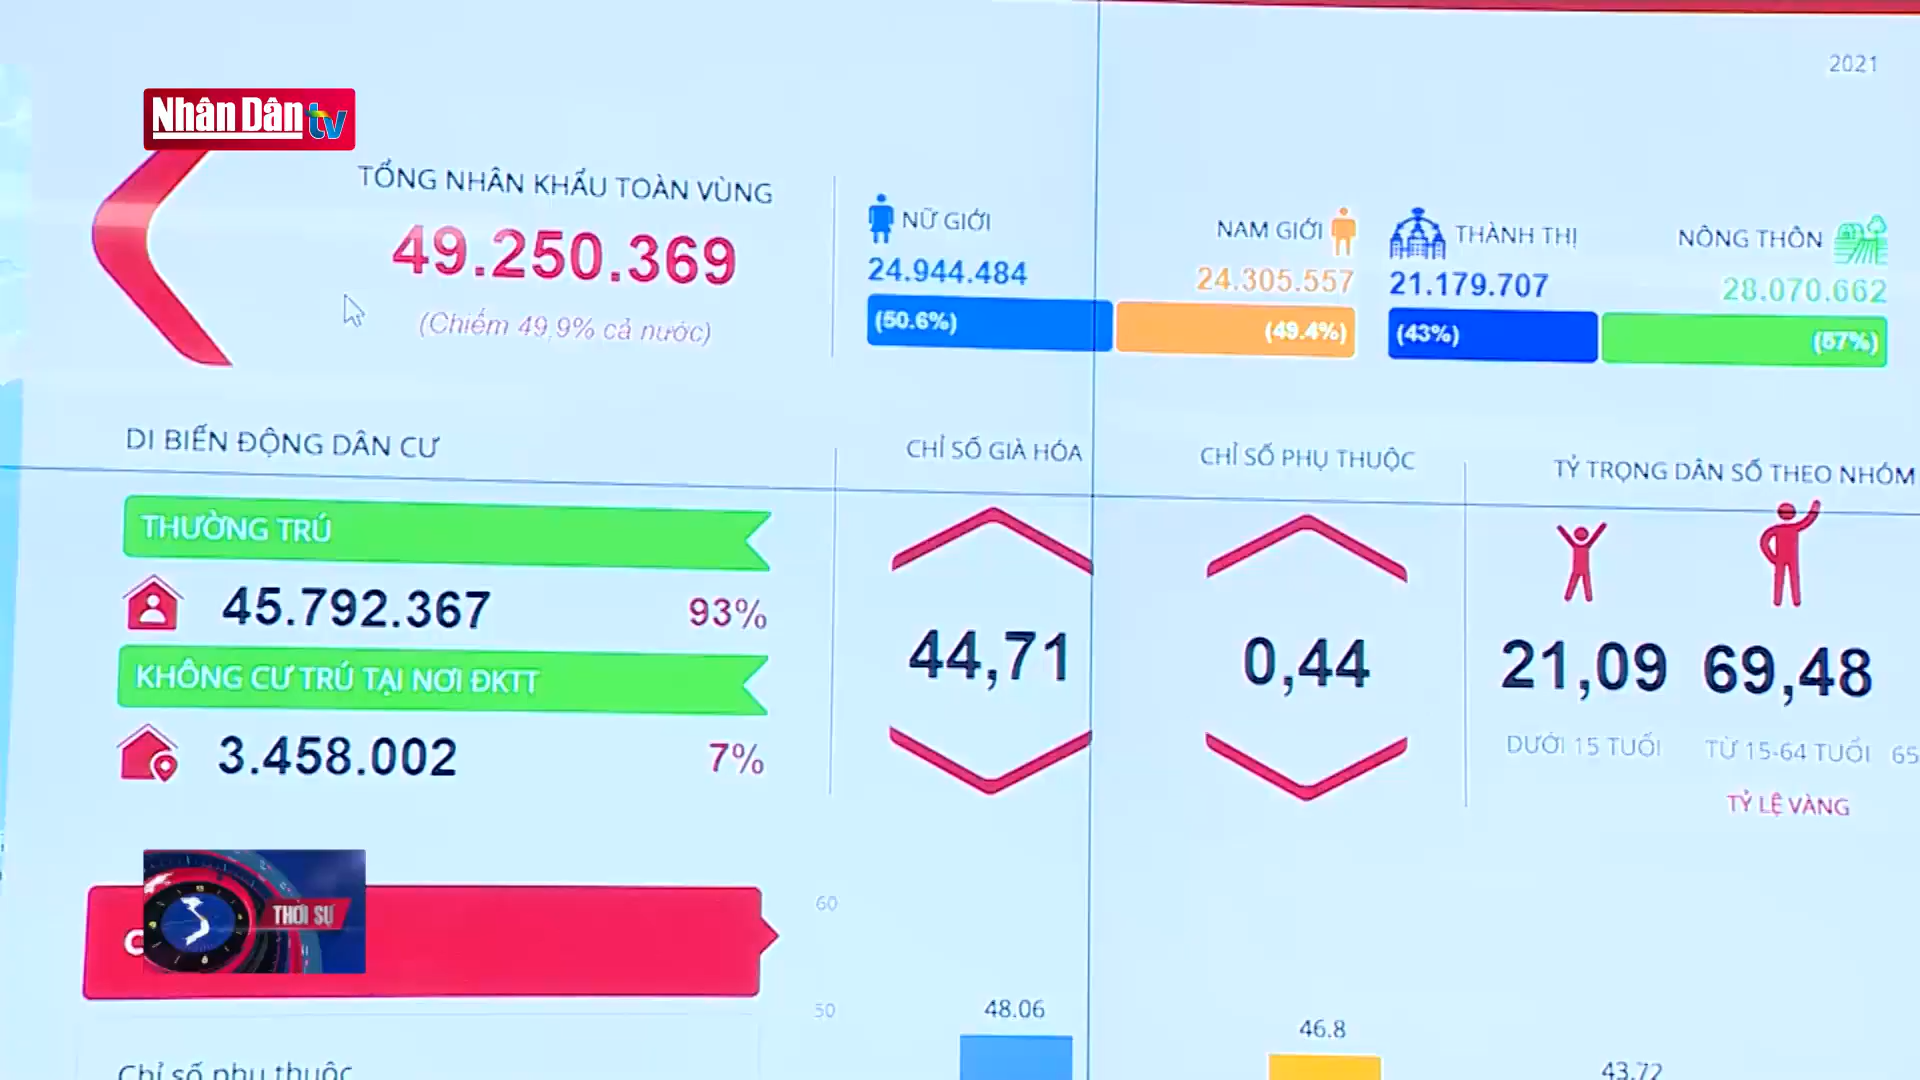 2021
Nhân Dân tv
TỔNG NHÂN KHẨU TOÀN VÙNG
49.250.369
(Chiếm 49,9% cả nước)
NỮ GIỚI
24.944.484
(50.6%)
NAM GIỚI
24.305.557
(49.4%)
THÀNH THỊ
21.179.707
(43%)
NÔNG THÔN
28.070.662
(57%)
DI BIẾN ĐỘNG DÂN CƯ
THƯỜNG TRÚ
45.792.367 93%
KHÔNG CƯ TRÚ TẠI NƠI ĐKTT
3.458.002 7%
CHỈ SỐ GIÀ HÓA
44,71
CHỈ SỐ PHỤ THUỘC
0,44
TỶ TRỌNG DÂN SỐ THEO NHÓM
21,09 69,48
DƯỚI 15 TUỔI TỪ 15-64 TUỔI 65
TỶ LỆ VÀNG
THỜI SỰ
60
50
48.06
46.8
43.72
Chỉ số phụ thuộc